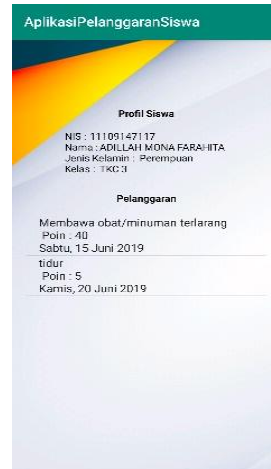 AplikasiPelanggaranSiswa
Profil Siswa
NIS : 11109147117
Nama : ADILLAH MONA FARAHITA
Jenis Kelamin : Perempuan
Kelas : TKC 3
Pelanggaran
Membawa obat/minuman terlarang
Poin : 40
Sabtu, 15 Juni 2019
tidur
Poin : 5
Kamis, 20 Juni 2019